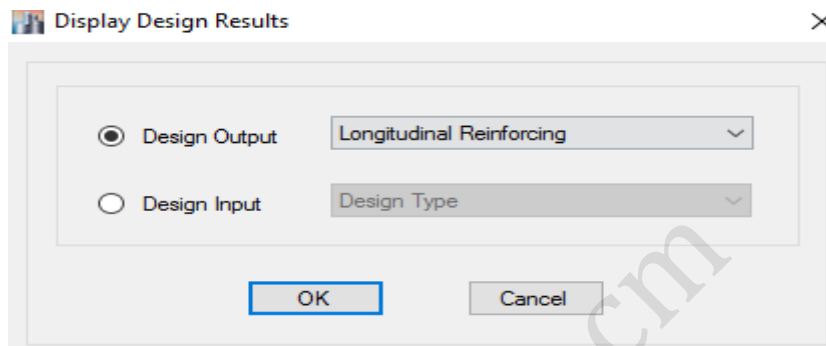 Display Design Results
Design Output Longitudinal Reinforcing
Design Input Design Type
OK Cancel